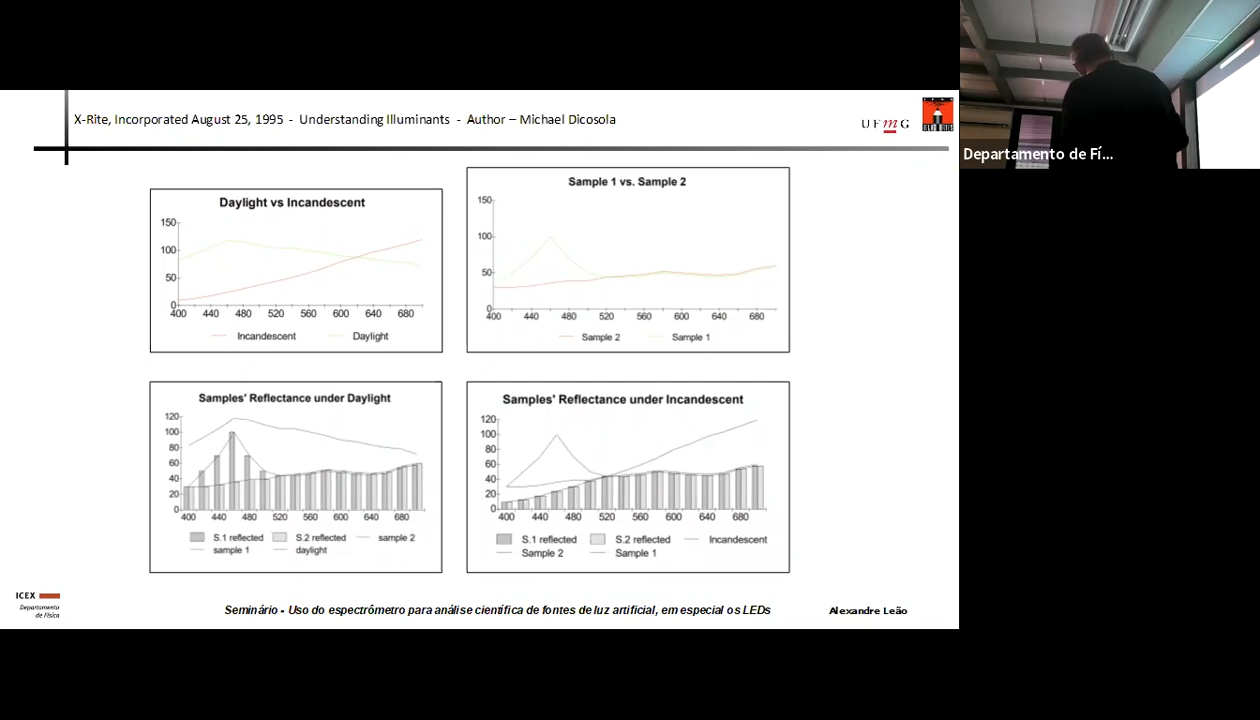 X-Rite, Incorporated August 25, 1995 - Understanding Illuminants - Author – Michael Dicosola
UFmG
Departamento de Fí...
Daylight vs Incandescent
150
100
50
0
400 440 480 520 560 600 640 680
Incandescent Daylight
Sample 1 vs. Sample 2
150
100
50
0
400 440 480 520 560 600 640 680
Sample 2 Sample 1
Samples' Reflectance under Daylight
120
100
80
60
40
20
0
400 440 480 520 560 600 640 680
S.1 reflected S.2 reflected sample 2
sample 1 daylight
Samples' Reflectance under Incandescent
120
100
80
60
40
20
0
400 440 480 520 560 600 640 680
S.1 reflected S.2 reflected Incandescent
Sample 2 Sample 1
ICEX
Departamento
de Física
Seminário - Uso do espectrômetro para análise científica de fontes de luz artificial, em especial os LEDs
Alexandre Leão